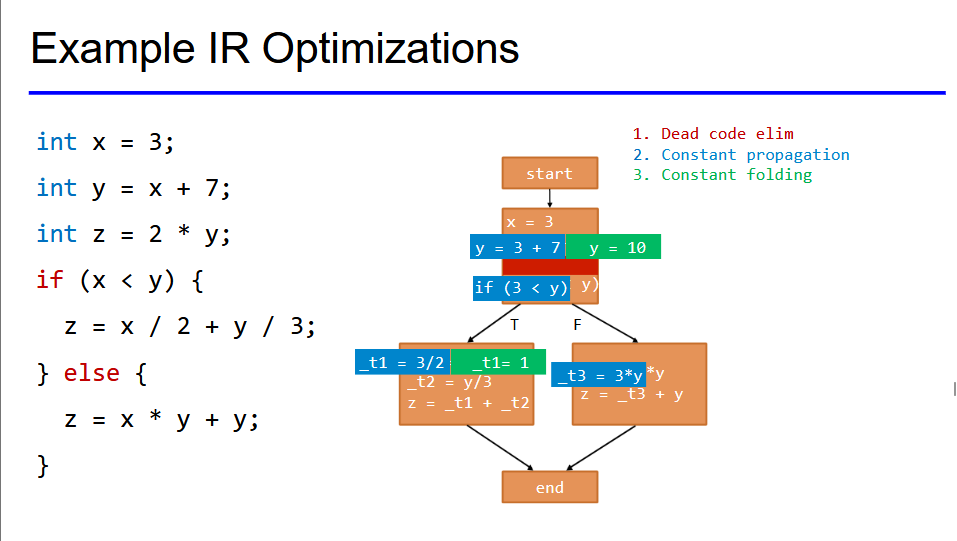 Example IR Optimizations
int x = 3;
int y = x + 7;
int z = 2 * y;
if (x < y) {
z = x / 2 + y / 3;
} else {
z = x * y + y;
}
1. Dead code elim
2. Constant propagation
3. Constant folding
start
x = 3
y = 3 + 7 y = 10
if (3 < y) y)
T F
_t1 = 3/2 _t1= 1
_t2 = y/3
z = _t1 + _t2
_t3 = 3*y *y
z = _t3 + y
end